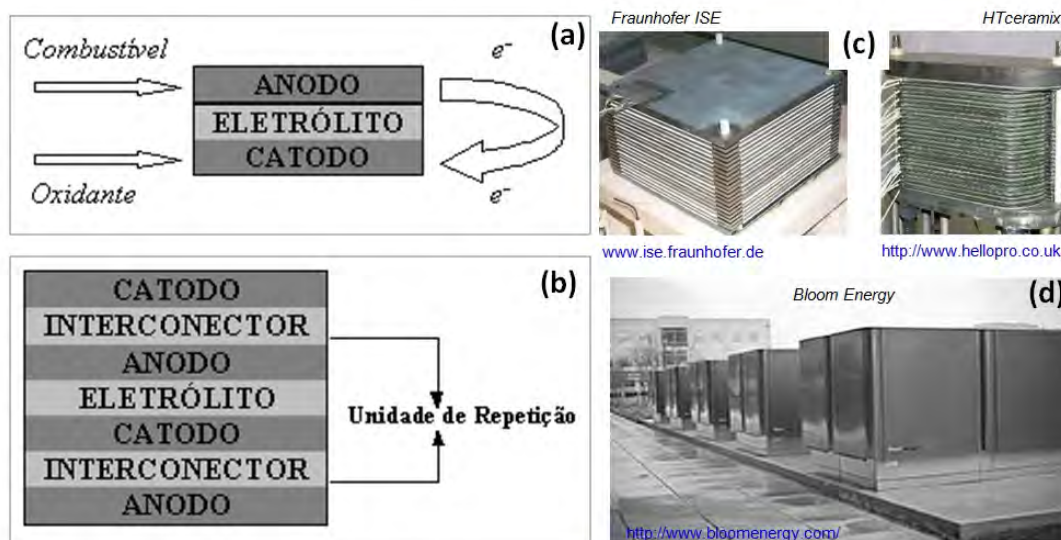 (a)
Combustível
Oxidante
ANODO
ELETRÓLITO
CATODO
e⁻
e⁻
(b)
CATODO
INTERCONECTOR
ANODO
ELETRÓLITO
CATODO
INTERCONECTOR
ANODO
Unidade de Repetição
Fraunhofer ISE
(c)
HTceramix
www.ise.fraunhofer.de
http://www.hellopro.co.uk
Bloom Energy
(d)
http://www.bloomenergy.com/